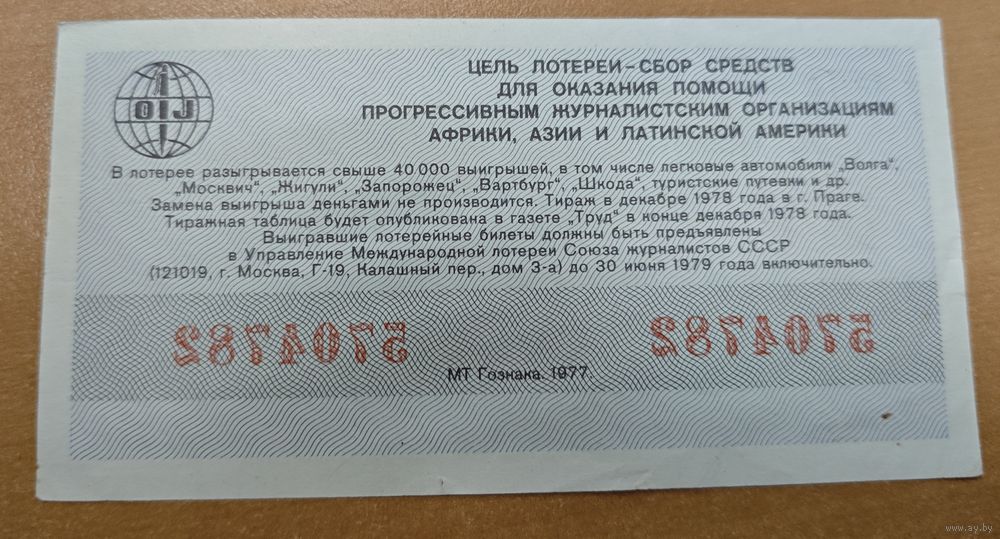 OIJ
ЦЕЛЬ ЛОТЕРЕИ–СБОР СРЕДСТВ
ДЛЯ ОКАЗАНИЯ ПОМОЩИ
ПРОГРЕССИВНЫМ ЖУРНАЛИСТСКИМ ОРГАНИЗАЦИЯМ
АФРИКИ, АЗИИ И ЛАТИНСКОЙ АМЕРИКИ
В лотерее разыгрывается свыше 40 000 выигрышей, в том числе легковые автомобили „Волга“,
„Москвич“, „Жигули“, „Запорожец“, „Вартбург“, „Шкода“, туристские путевки и др.
Замена выигрыша деньгами не производится. Тираж в декабре 1978 года в г. Праге.
Тиражная таблица будет опубликована в газете „Труд“ в конце декабря 1978 года.
Выигравшие лотерейные билеты должны быть предъявлены
в Управление Международной лотереи Союза журналистов СССР
(121019, г. Москва, Г-19, Калашный пер., дом 3-а) до 30 июня 1979 года включительно.
5704782 5704782
МТ Гознака. 1977.
www.ay.by